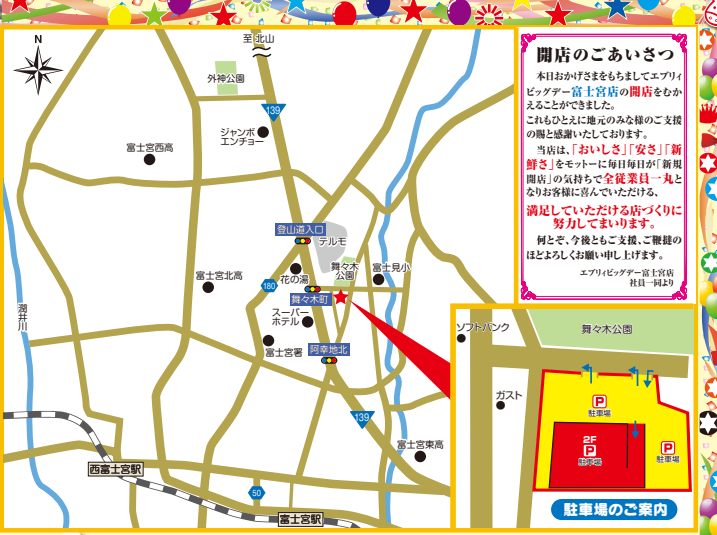 N
至 北山
外神公園
139
ジャンボ
エンチョー
富士宮西高
登山道入口
テルモ
舞々木
公園
富士見小
富士宮北高
花の湯
180
舞々木町
スーパー
ホテル
潤井川
富士宮署
阿幸地北
139
富士宮東高
西富士宮駅
50
富士宮駅
開店のごあいさつ
本日おかげさまをもちましてエブリィ
ビッグデー富士宮店の開店をむか
えることができました。
これもひとえに地元のみな様のご支援
の賜と感謝いたしております。
当店は、「おいしさ」「安さ」「新
鮮さ」をモットーに毎日毎日が「新規
開店」の気持ちで全従業員一丸と
なりお客様に喜んでいただける、
満足していただける店づくりに
努力してまいります。
何とぞ、今後ともご支援、ご鞭撻の
ほどよろしくお願い申し上げます。
エブリィビッグデー富士宮店
社員一同より
ソフトバンク
舞々木公園
ガスト
P
駐車場
2F
P
駐車場
P
駐車場
駐車場のご案内